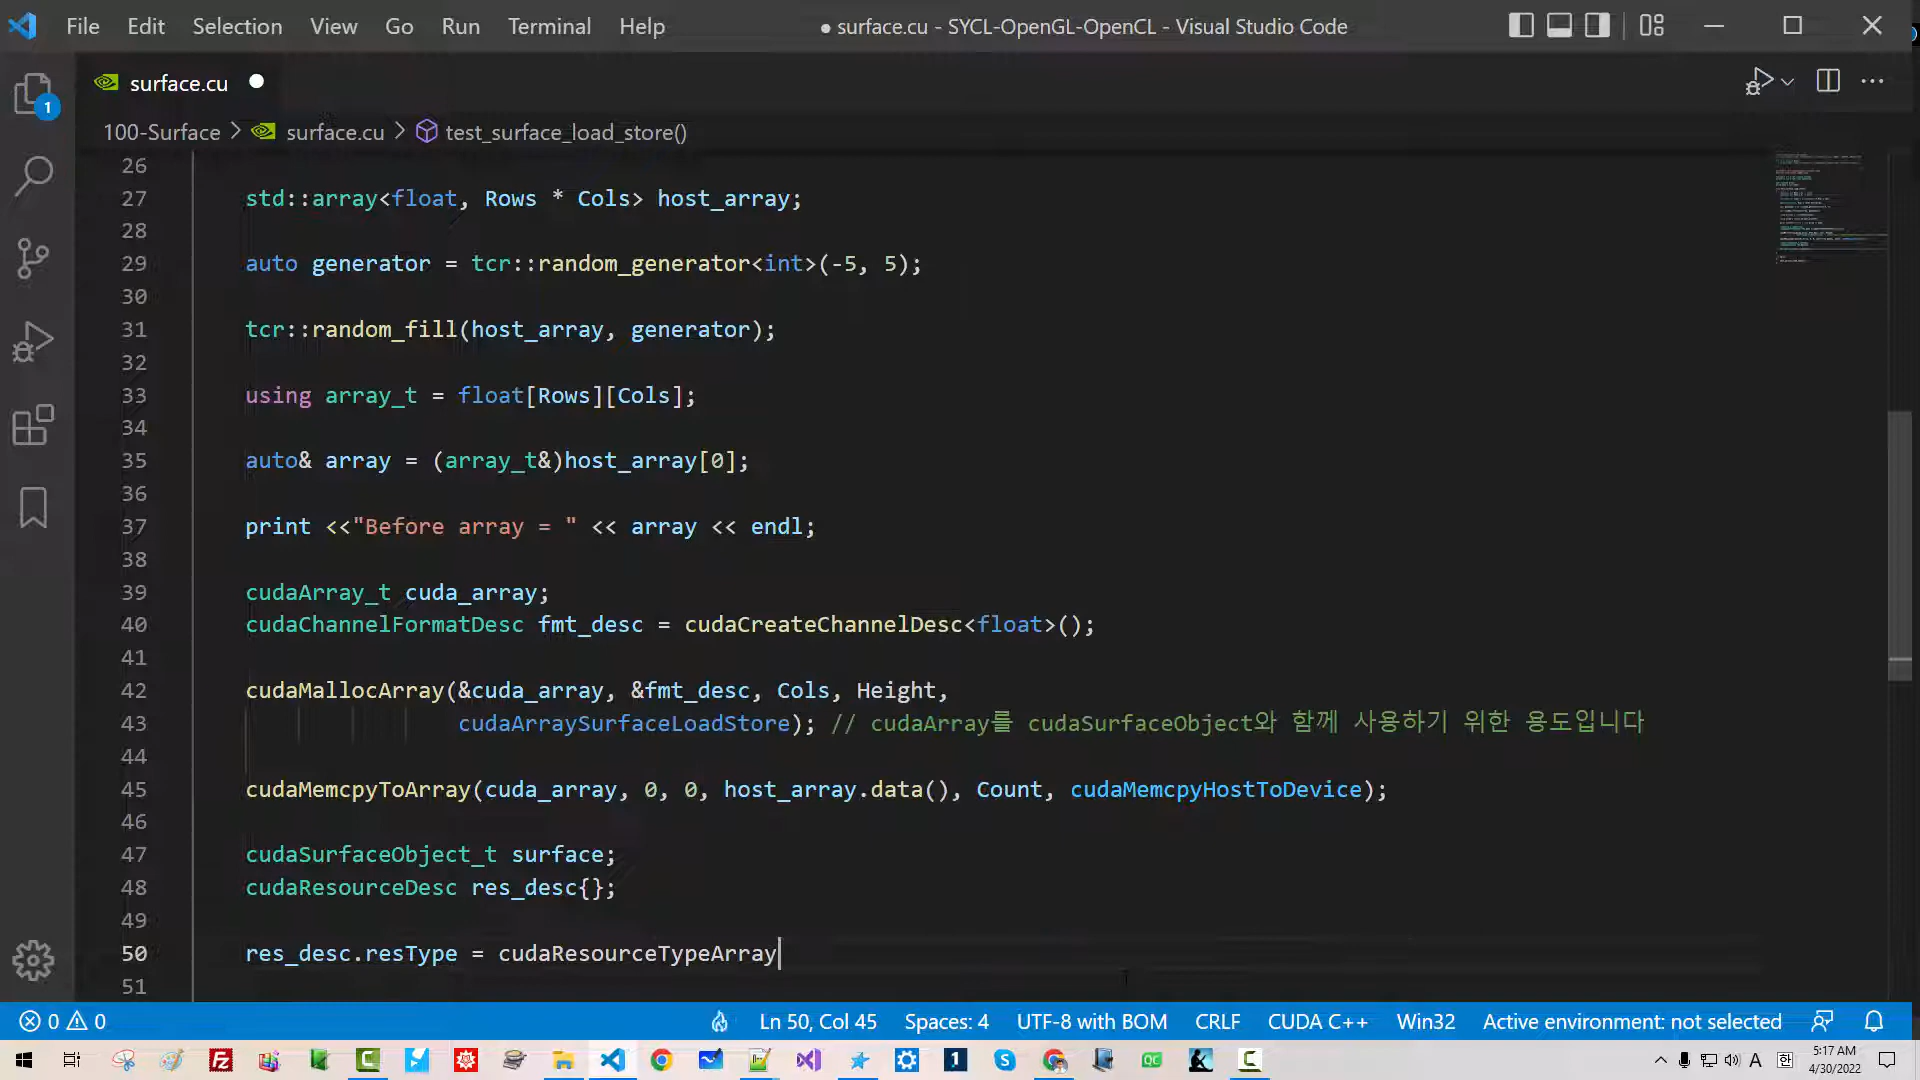 File Edit Selection View Go Run Terminal Help ● surface.cu - SYCL-OpenGL-OpenCL - Visual Studio Code
surface.cu
100-Surface > surface.cu > test_surface_load_store()
26
27 std::array<float, Rows * Cols> host_array;
28
29 auto generator = tcr::random_generator<int>(-5, 5);
30
31 tcr::random_fill(host_array, generator);
32
33 using array_t = float[Rows][Cols];
34
35 auto& array = (array_t&)host_array[0];
36
37 print <<"Before array = " << array << endl;
38
39 cudaArray_t cuda_array;
40 cudaChannelFormatDesc fmt_desc = cudaCreateChannelDesc<float>();
41
42 cudaMallocArray(&cuda_array, &fmt_desc, Cols, Height,
43 cudaArraySurfaceLoadStore); // cudaArray를 cudaSurfaceObject와 함께 사용하기 위한 용도입니다
44
45 cudaMemcpyToArray(cuda_array, 0, 0, host_array.data(), Count, cudaMemcpyHostToDevice);
46
47 cudaSurfaceObject_t surface;
48 cudaResourceDesc res_desc{};
49
50 res_desc.resType = cudaResourceTypeArray
51
1
0 0 Ln 50, Col 45 Spaces: 4 UTF-8 with BOM CRLF CUDA C++ Win32 Active environment: not selected
A 한 5:17 AM
4/30/2022